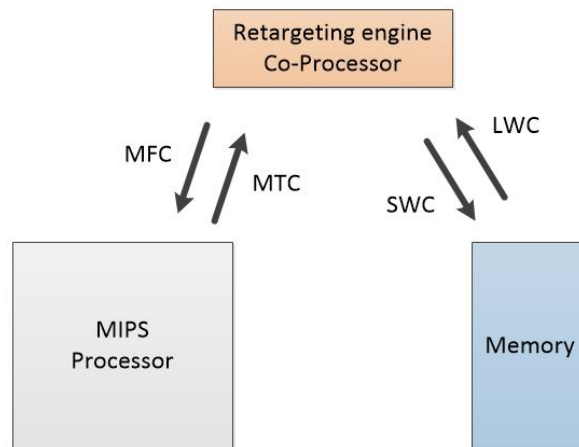 Retargeting engine
Co-Processor
MFC
MTC
LWC
SWC
MIPS
Processor
Memory